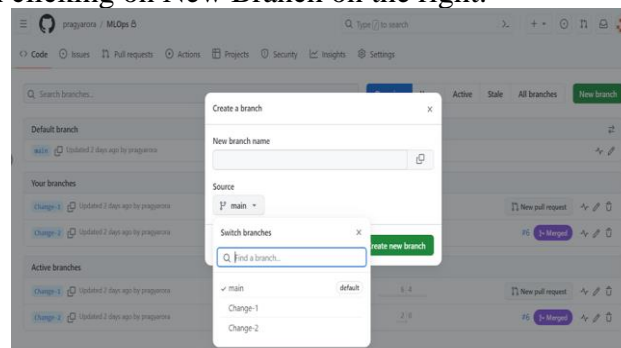 clicking on New Branch on the right.
pragyarora / MLOps
Type / to search
Code Issues Pull requests Actions Projects Security Insights Settings
Search branches...
Active Stale All branches New branch
Create a branch
Default branch
New branch name
main Updated 2 days ago by pragyarora
Your branches
Source
Change-1 Updated 2 days ago by pragyarora
main
New pull request
Change-2 Updated 2 days ago by pragyarora
Switch branches
create new branch
#6 Merged
Find a branch...
Active branches
main default
Change-1 Updated 2 days ago by pragyarora
New pull request
Change-1
Change-2 Updated 2 days ago by pragyarora
#6 Merged
Change-2